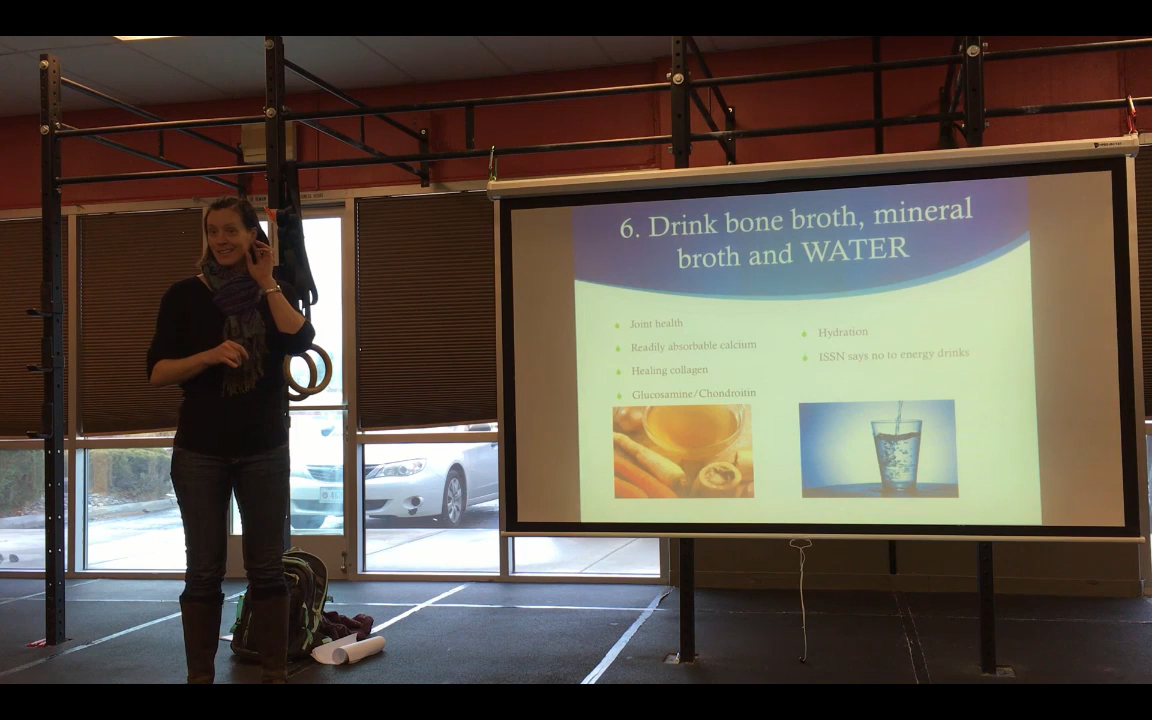 6. Drink bone broth, mineral
broth and WATER
Joint health
Readily absorbable calcium
Healing collagen
Glucosamine/Chondroitin
Hydration
ISSN says no to energy drinks